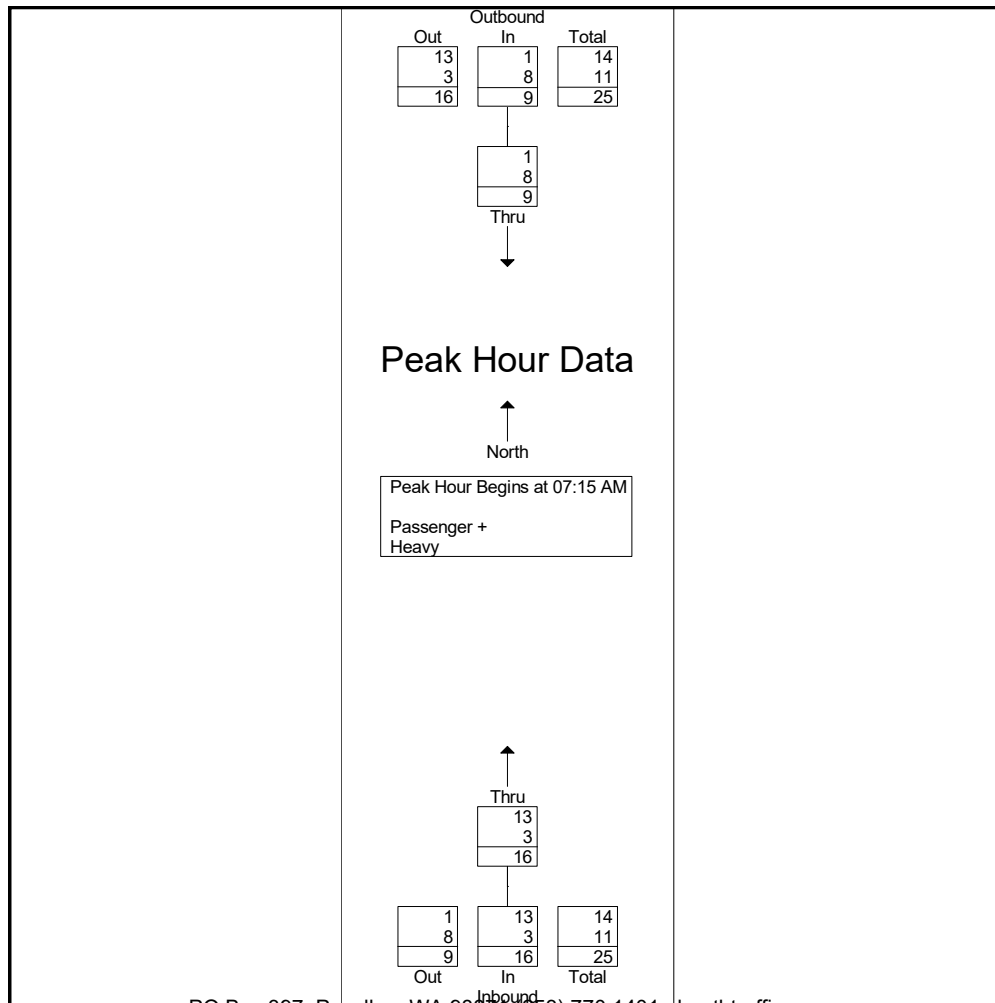 Outbound
Out In Total
13 1 14
3 8 11
16 9 25
1
8
9
Thru
Peak Hour Data
North
Peak Hour Begins at 07:15 AM
Passenger +
Heavy
Thru
13
3
16
1 13 14
8 3 11
9 16 25
Out In Total
Inbound
WA